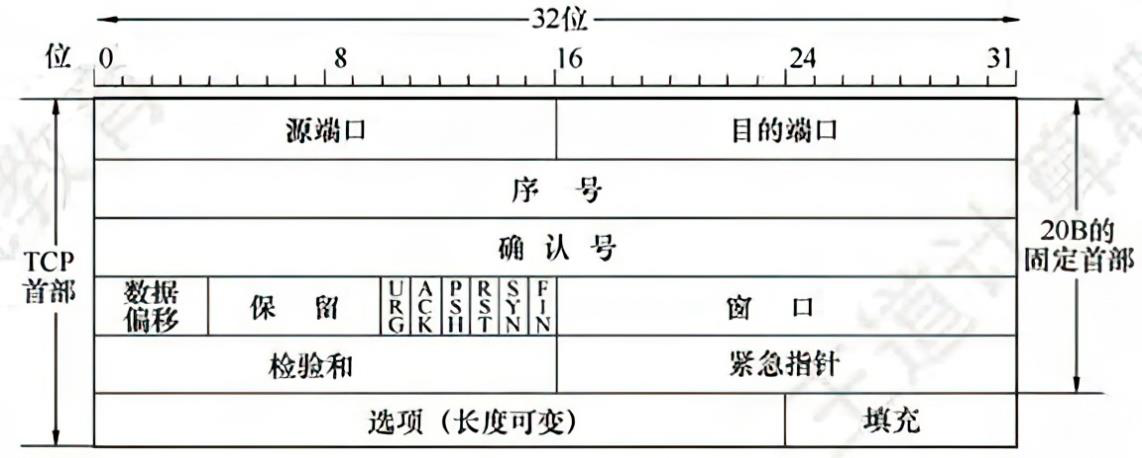 32位
位 0 8 16 24 31
源端口 目的端口
序 号
确 认 号
TCP
首部
20B的
固定首部
数据
偏移
保 留
URG
ACK
PSH
RST
SYN
FIN
窗 口
检验和 紧急指针
选项（长度可变） 填充